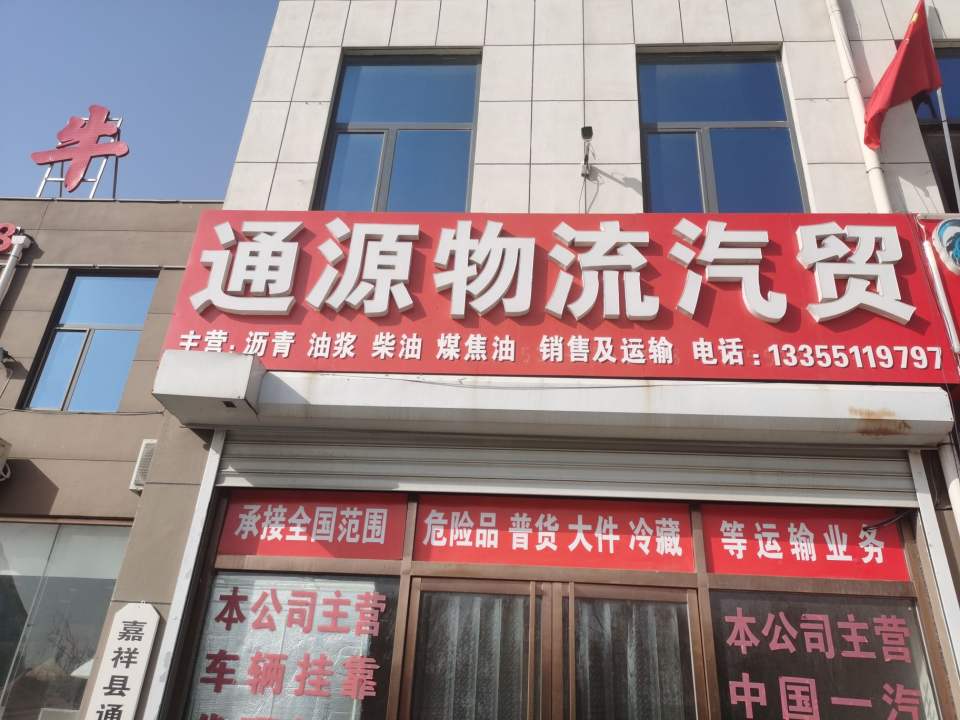 牛
通源物流汽贸
主营：沥青 油浆 柴油 煤焦油 销售及运输 电话：13355119797
承接全国范围 危险品 普货 大件 冷藏 等运输业务
本公司主营
车辆挂靠
本公司主营
中国一汽
嘉祥县通